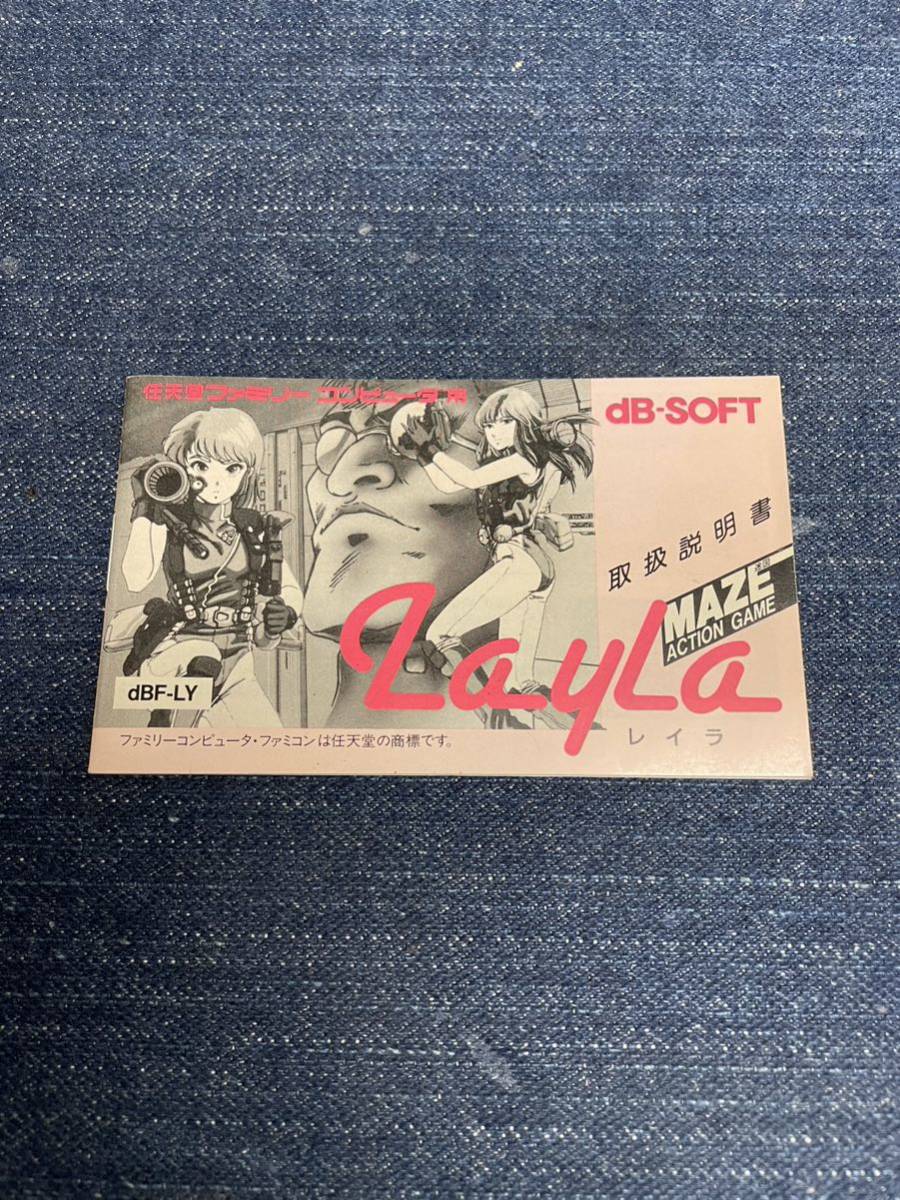 任天堂ファミリーコンピュータ用
dB-SOFT
取扱説明書
迷図
MAZE
ACTION GAME
Layla
レイラ
dBF-LY
ファミリーコンピュータ・ファミコンは任天堂の商標です。